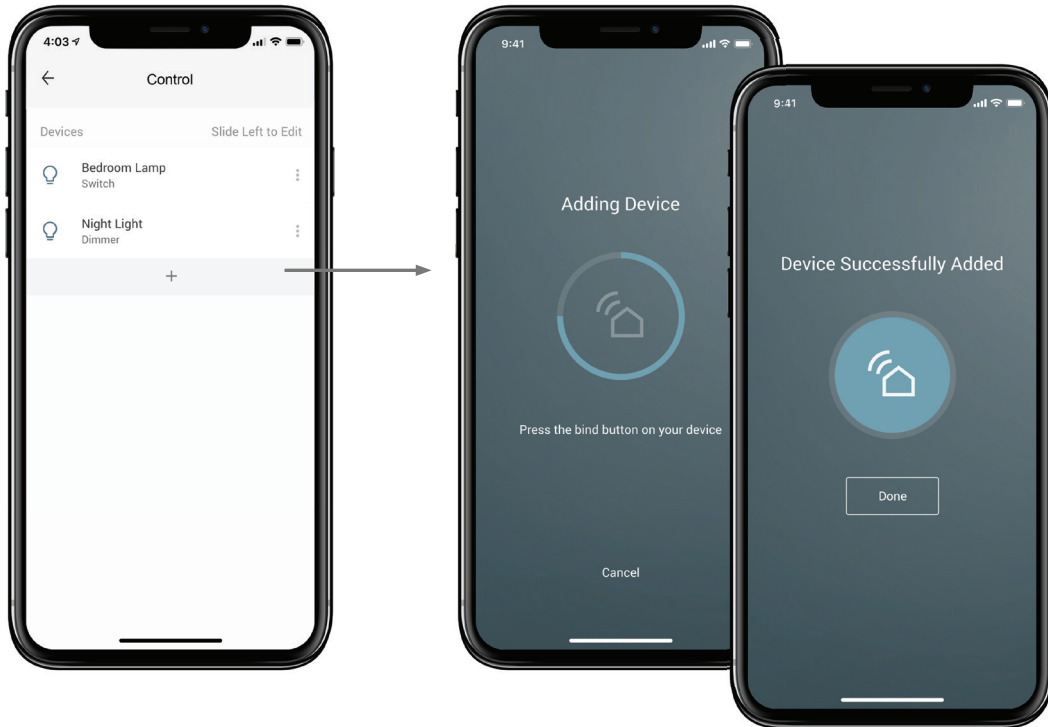 4:03
Control
Devices
Slide Left to Edit
Bedroom Lamp
Switch
Night Light
Dimmer
+
9:41
Adding Device
Press the bind button on your device
Cancel
9:41
Device Successfully Added
Done